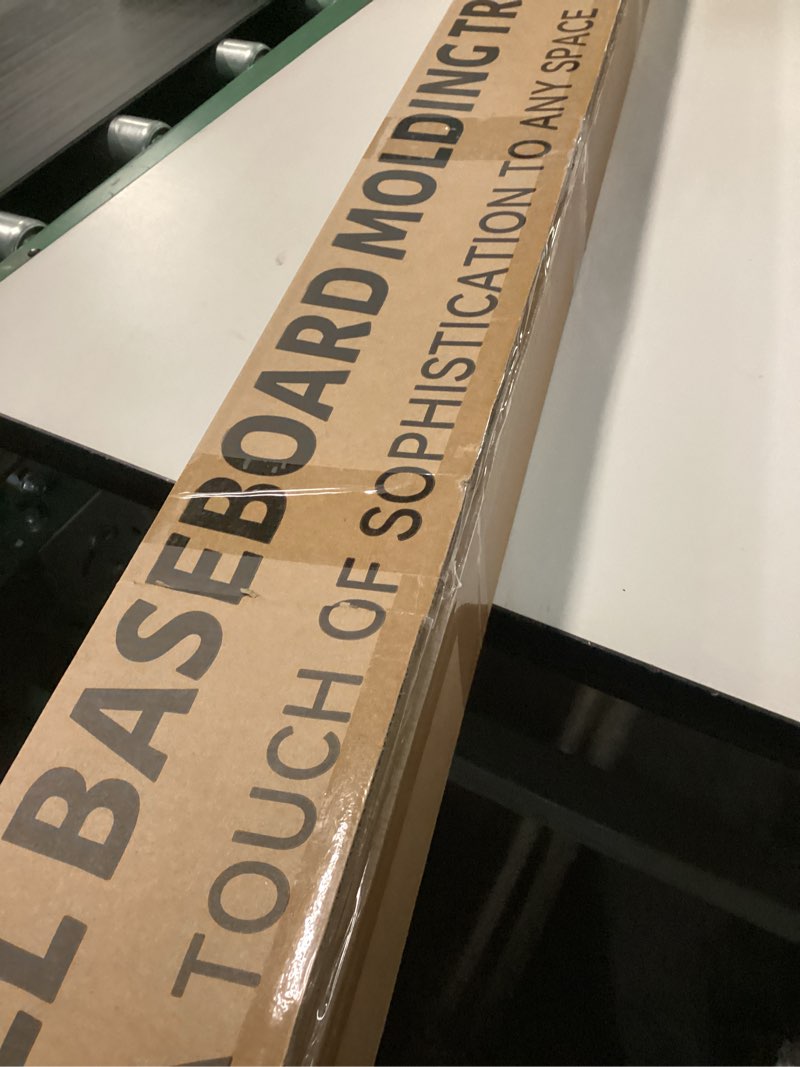 BASEBOARD MOLDING
TOUCH OF SOPHISTICATION TO ANY SPACE